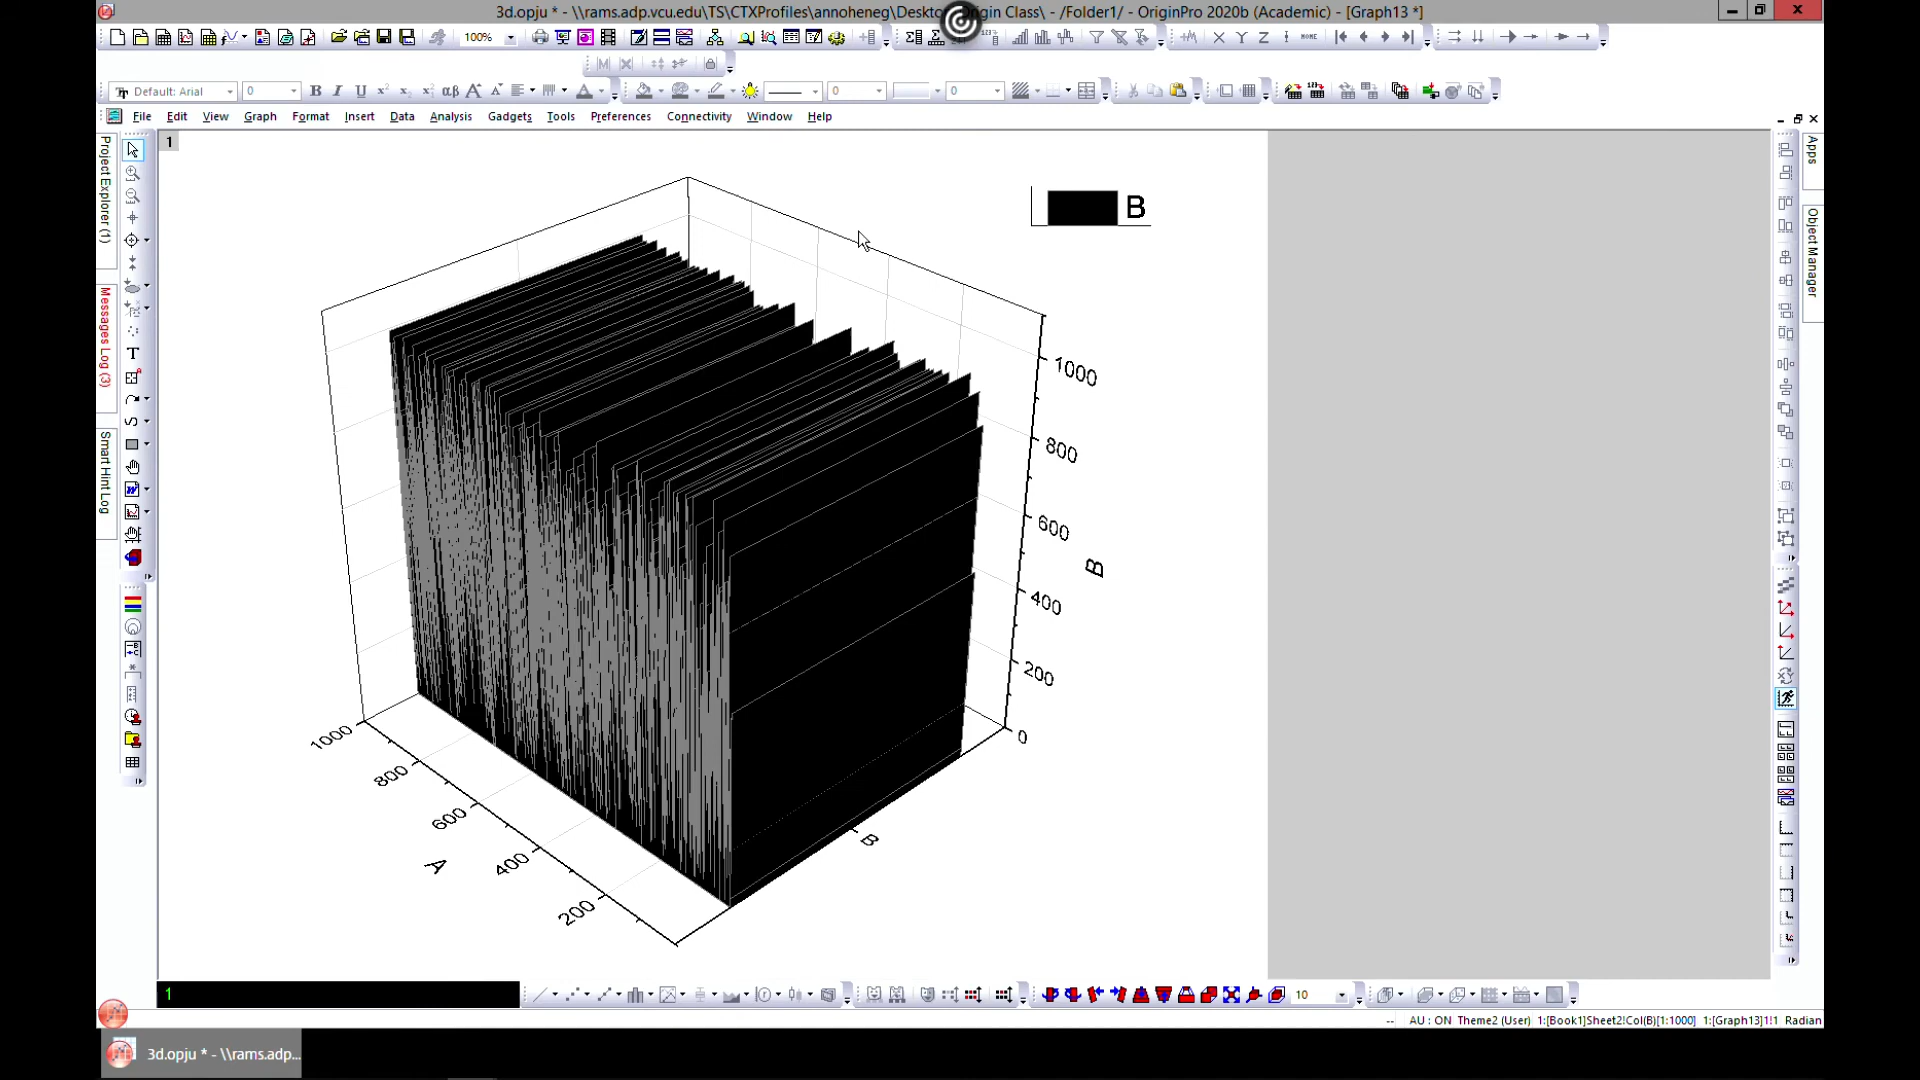 3d.opju * - \\rams.adp.vcu.edu\TS\CTXProfiles\annoheneg\Deskto gin Class\ - /Folder1/ - OriginPro 2020b (Academic) - [Graph13 *]
100%
Default: Arial 0 B I U αβ A 0 0
File Edit View Graph Format Insert Data Analysis Gadgets Tools Preferences Connectivity Window Help
Project Explorer (1)
Messages Log (3)
Smart Hint Log
Apps
Object Manager
1
B
1000
800
600
400
200
0
B
1000
800
600
400
200
A
B
1
10
-- AU : ON Theme2 (User) 1:[Book1]Sheet2!Col(B)[1:1000] 1:[Graph13]1!1 Radian
3d.opju * - \\rams.adp...